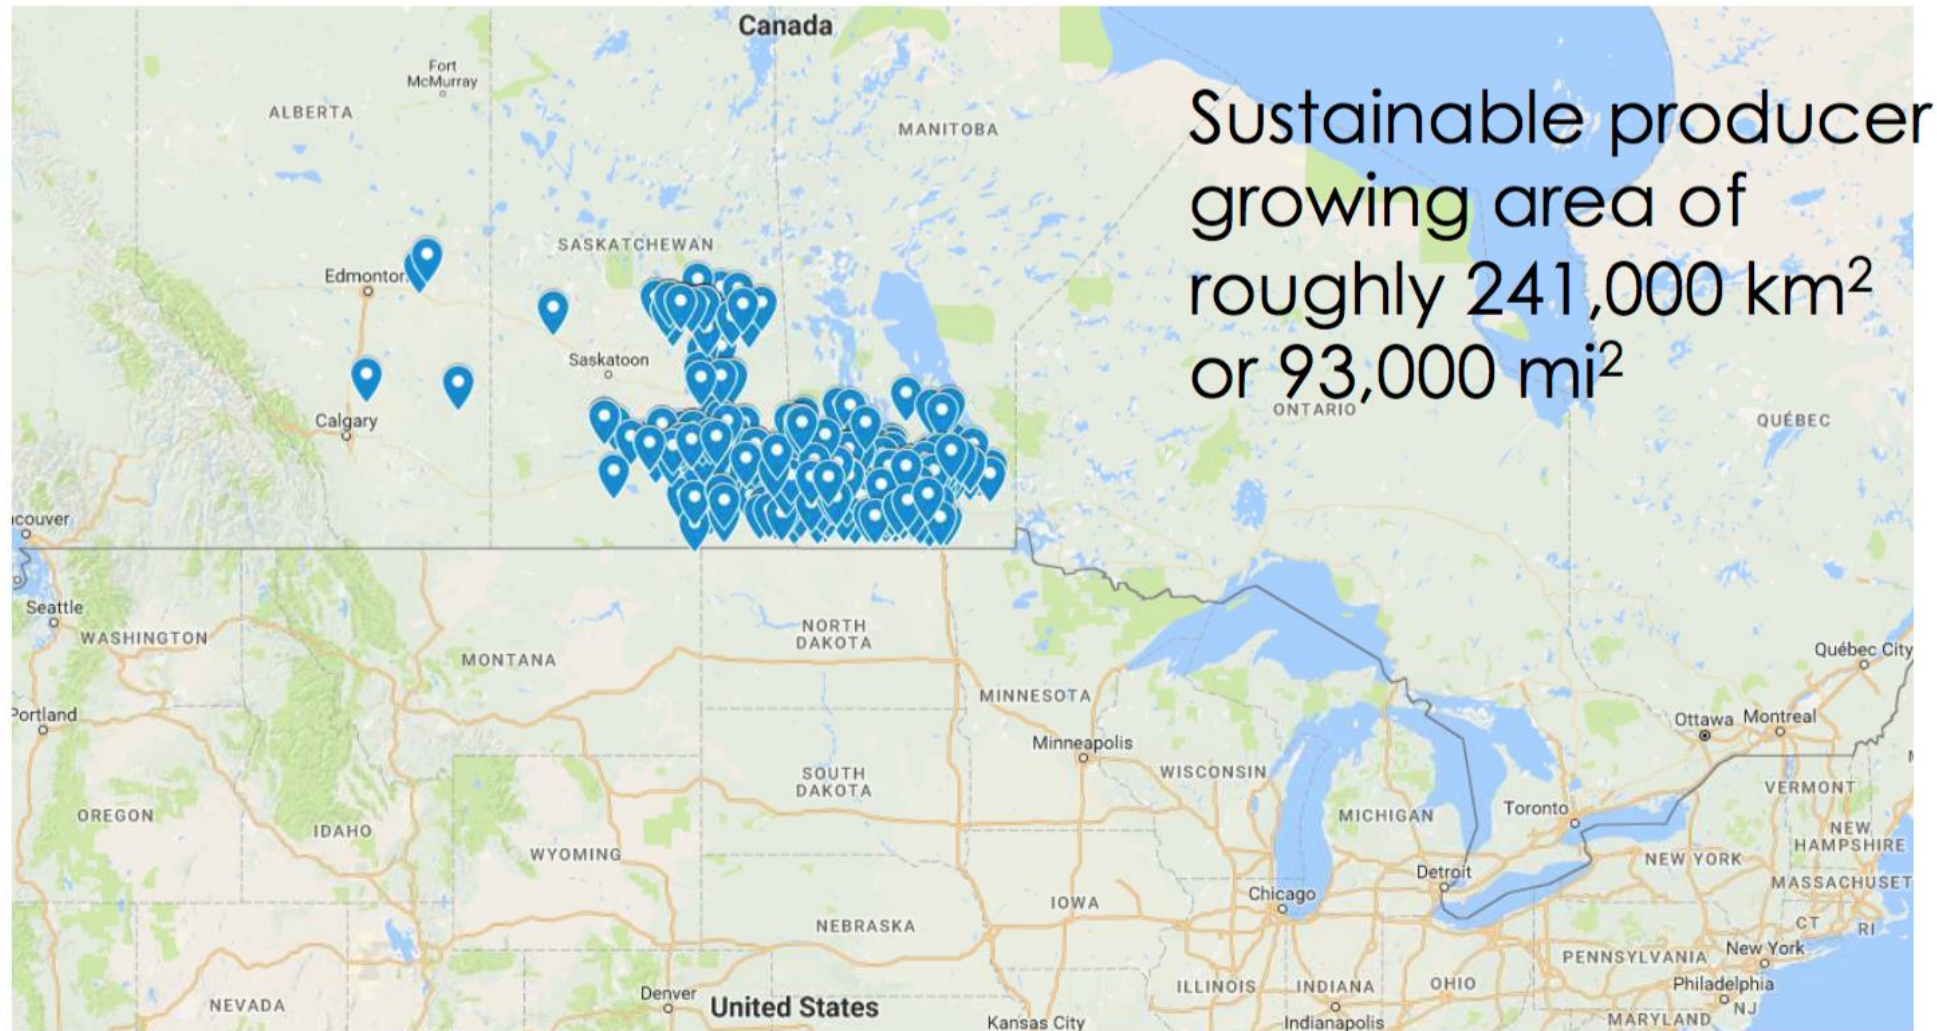 Canada
Fort
McMurray
ALBERTA
MANITOBA
Sustainable producer
growing area of
roughly 241,000 km²
or 93,000 mi²
SASKATCHEWAN
Edmonton
Saskatoon
Calgary
ONTARIO
QUÉBEC
couver
Seattle
WASHINGTON
MONTANA
NORTH
DAKOTA
Québec City
MINNESOTA
Portland
Ottawa
Montreal
Minneapolis
WISCONSIN
SOUTH
DAKOTA
VERMONT
OREGON
IDAHO
MICHIGAN
Toronto
NEW
HAMPSHIRE
WYOMING
NEW YORK
Detroit
MASSACHUSET
Chicago
IOWA
NEBRASKA
CT
RI
PENNSYLVANIA
New York
ILLINOIS
INDIANA
OHIO
Philadelphia
NEVADA
Denver
United States
NJ
Kansas City
Indianapolis
MARYLAND